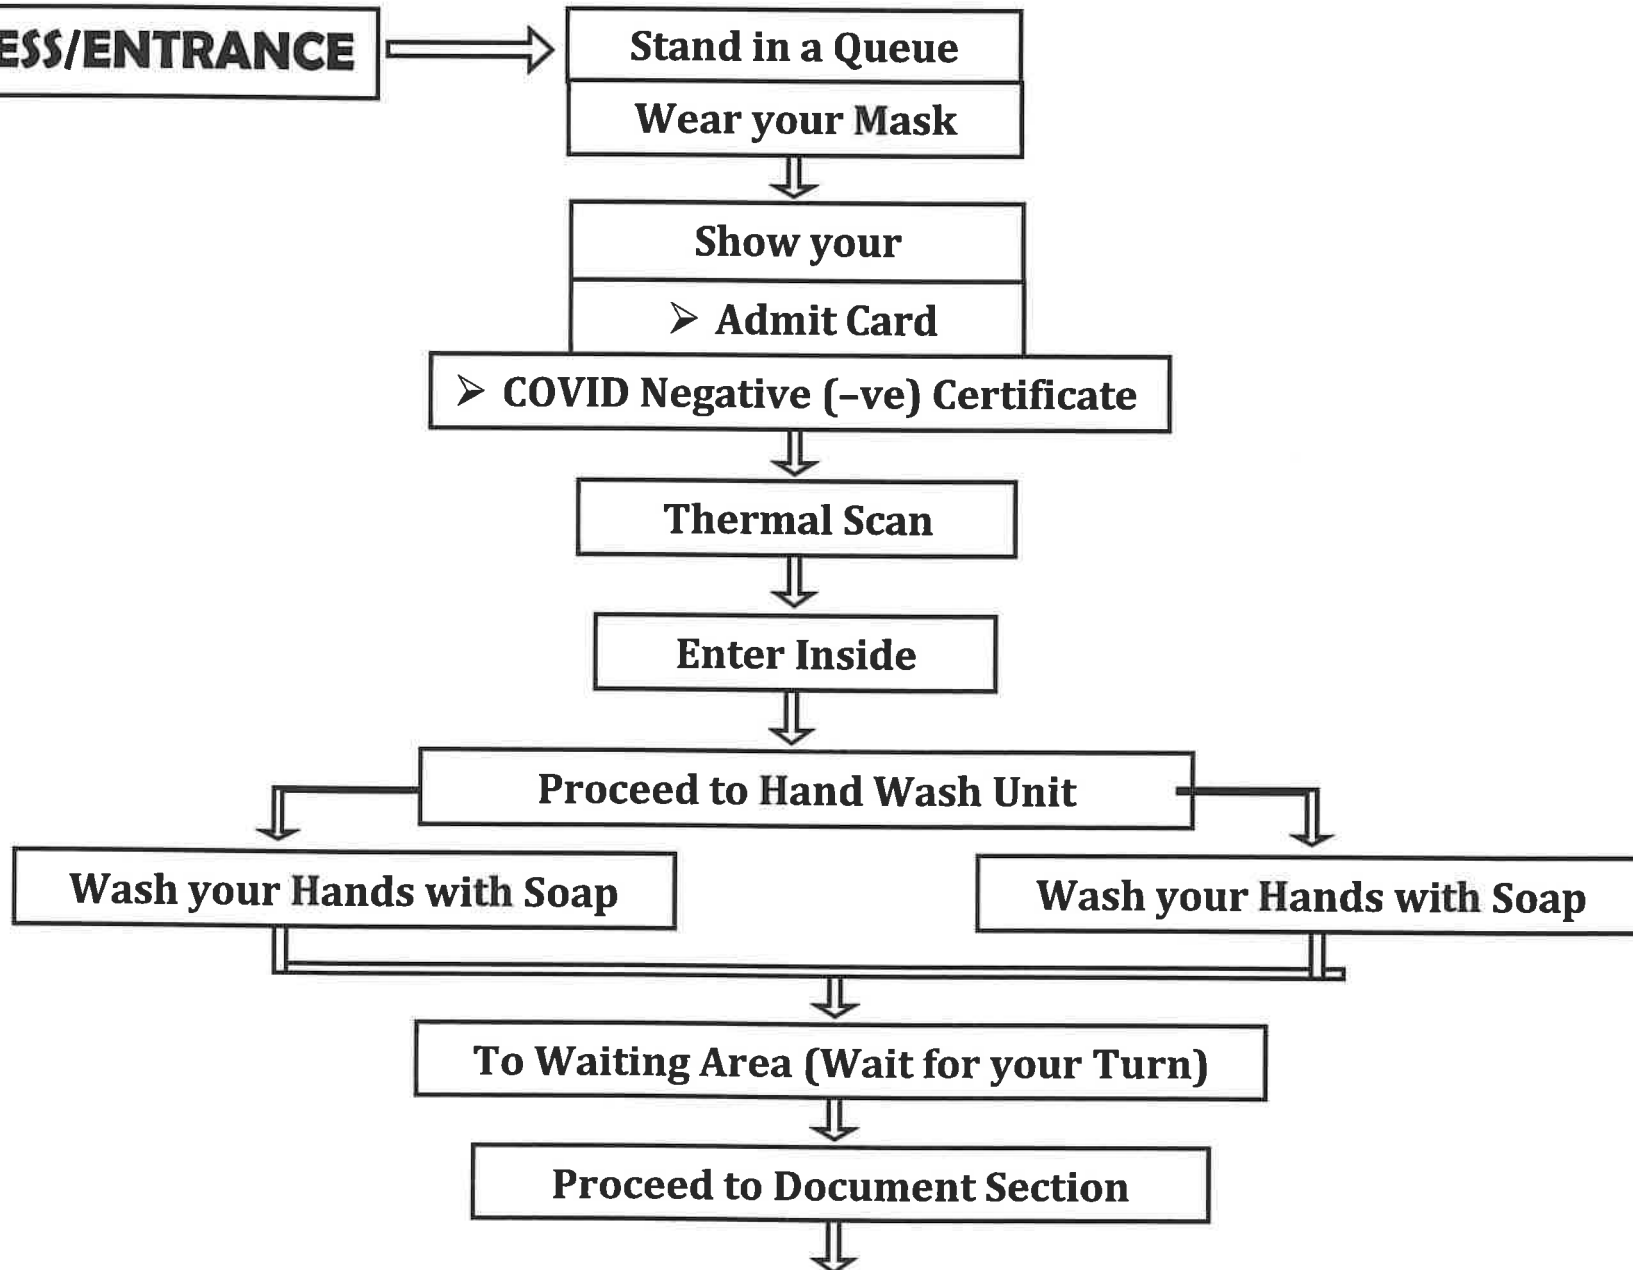 ESS/ENTRANCE
Stand in a Queue
Wear your Mask
Show your
➢ Admit Card
➢ COVID Negative (–ve) Certificate
Thermal Scan
Enter Inside
Proceed to Hand Wash Unit
Wash your Hands with Soap
Wash your Hands with Soap
To Waiting Area (Wait for your Turn)
Proceed to Document Section